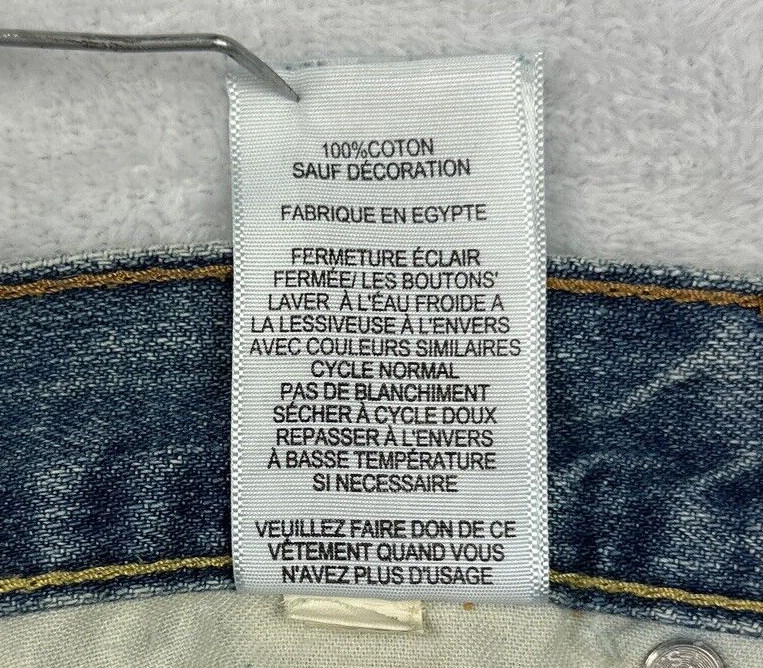 100%COTON
SAUF DÉCORATION
FABRIQUE EN EGYPTE
FERMETURE ÉCLAIR
FERMÉE/ LES BOUTONS'
LAVER À L'ÉAU FROIDE A
LA LESSIVEUSE À L'ENVERS
AVEC COULEURS SIMILAIRES
CYCLE NORMAL
PAS DE BLANCHIMENT
SÉCHER À CYCLE DOUX
REPASSER À L'ENVERS
À BASSE TEMPÉRATURE
SI NECESSAIRE
VEUILLEZ FAIRE DON DE CE
VÊTEMENT QUAND VOUS
N'AVEZ PLUS D'USAGE